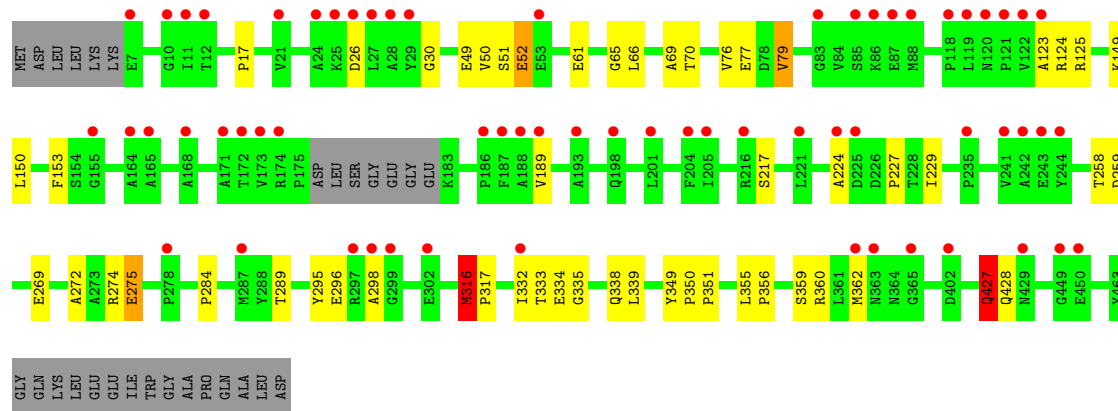 MET ASP LEU LEU LYS LYS E7 G10 I11 T12 P17 V21 A24 K25 D26 L27 A28 Y29 G30 E49 V50 S51 E52 E53 E61 G65 L66 A69 T70 V76 E77 D78 V79 G83 V84 S85 K86 E87 M88 P118 L119 N120 P121 V122 A123 R124 R125 K149
L150 F153 S154 G155 A164 A165 A168 A171 T172 V173 R174 P175 ASP LEU SER GLY GLU GLY GLU K183 P186 F187 A188 V189 A193 Q198 L201 F204 I205 R216 S217 L221 A224 D225 D226 P227 T228 I229 P235 V241 A242 E243 Y244 T258
E269 A272 A273 R274 E275 P278 P284 M287 Y288 T289 Y295 E296 R297 A298 G299 E302 M316 P317 I332 T333 E334 G335 Q338 L339 Y349 P350 P351 L355 P356 S359 R360 L361 M362 N363 N364 G365 D402 Q427 Q428 N429 G449 E450
GLY GLN LYS LEU GLU GLU ILE TRP GLY ALA PRO GLN ALA LEU ASP